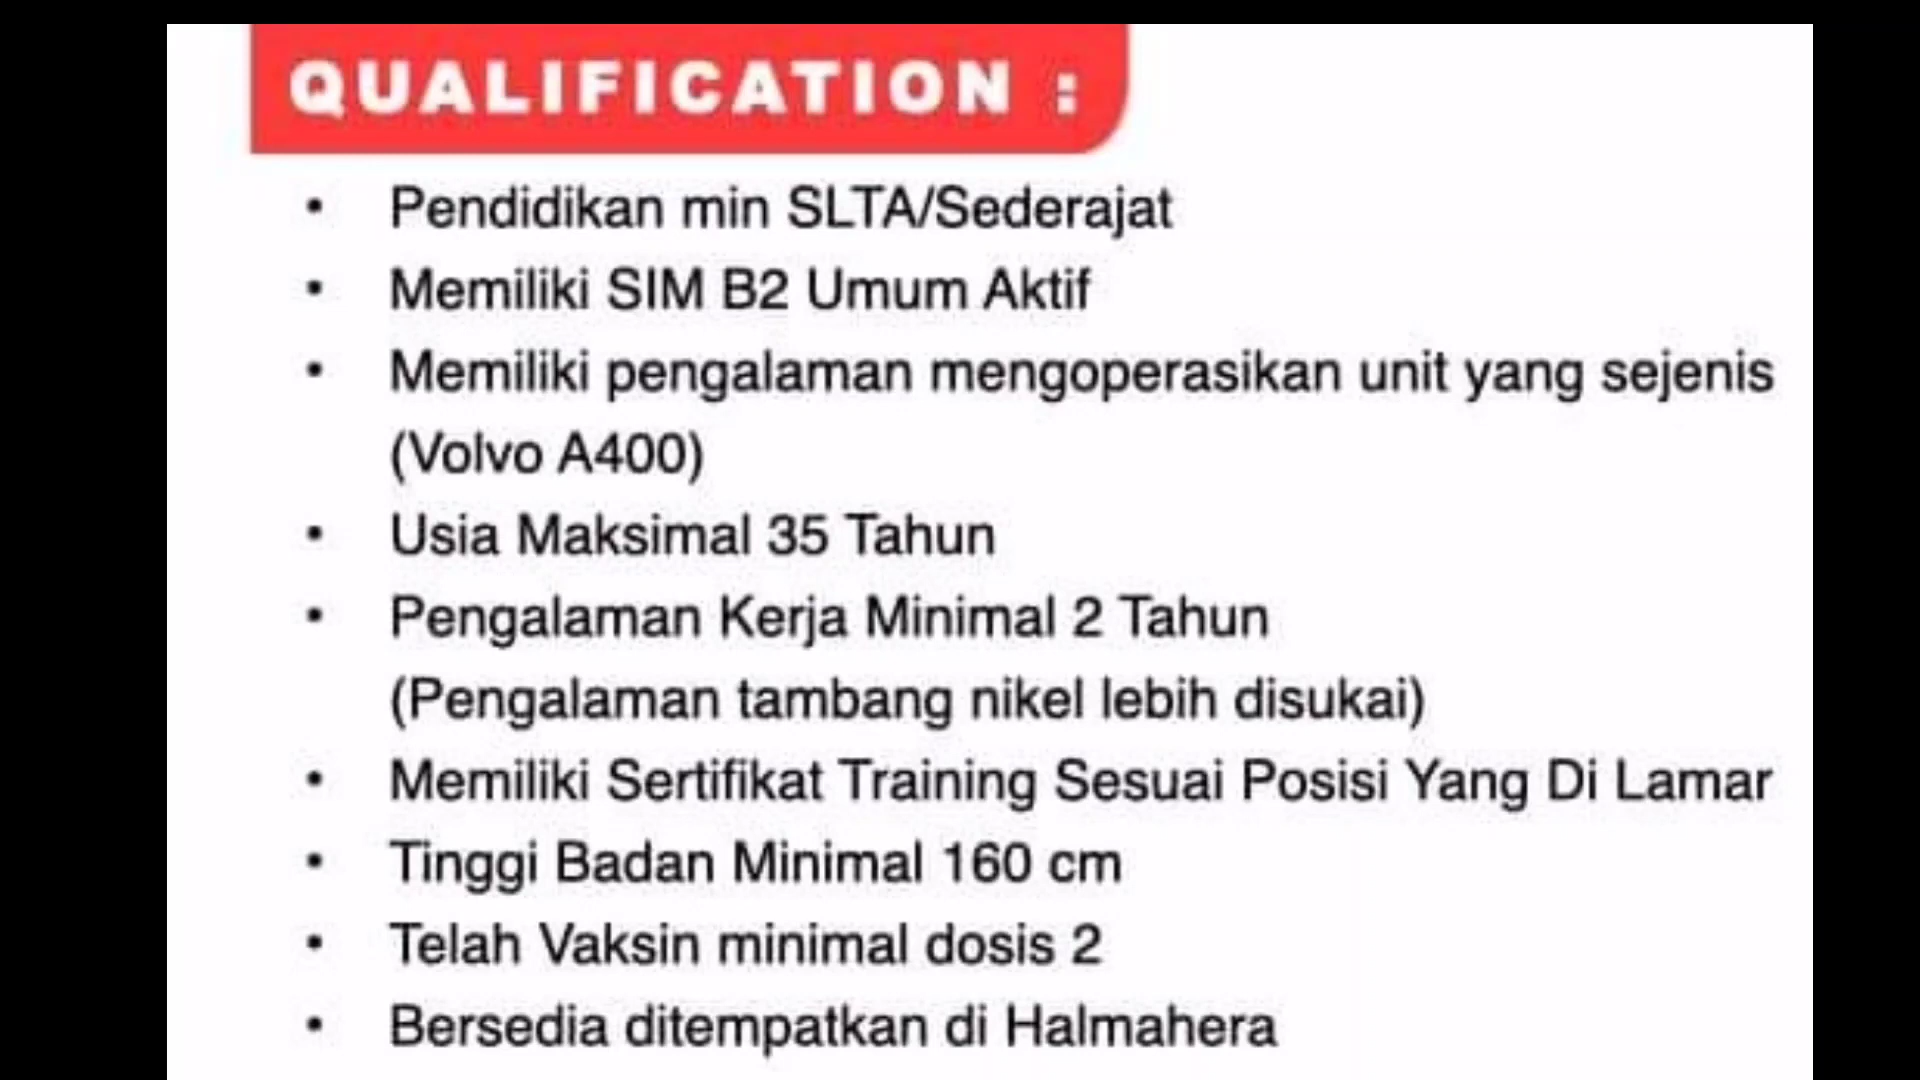 QUALIFICATION :
• Pendidikan min SLTA/Sederajat
• Memiliki SIM B2 Umum Aktif
• Memiliki pengalaman mengoperasikan unit yang sejenis
(Volvo A400)
• Usia Maksimal 35 Tahun
• Pengalaman Kerja Minimal 2 Tahun
(Pengalaman tambang nikel lebih disukai)
• Memiliki Sertifikat Training Sesuai Posisi Yang Di Lamar
• Tinggi Badan Minimal 160 cm
• Telah Vaksin minimal dosis 2
• Bersedia ditempatkan di Halmahera